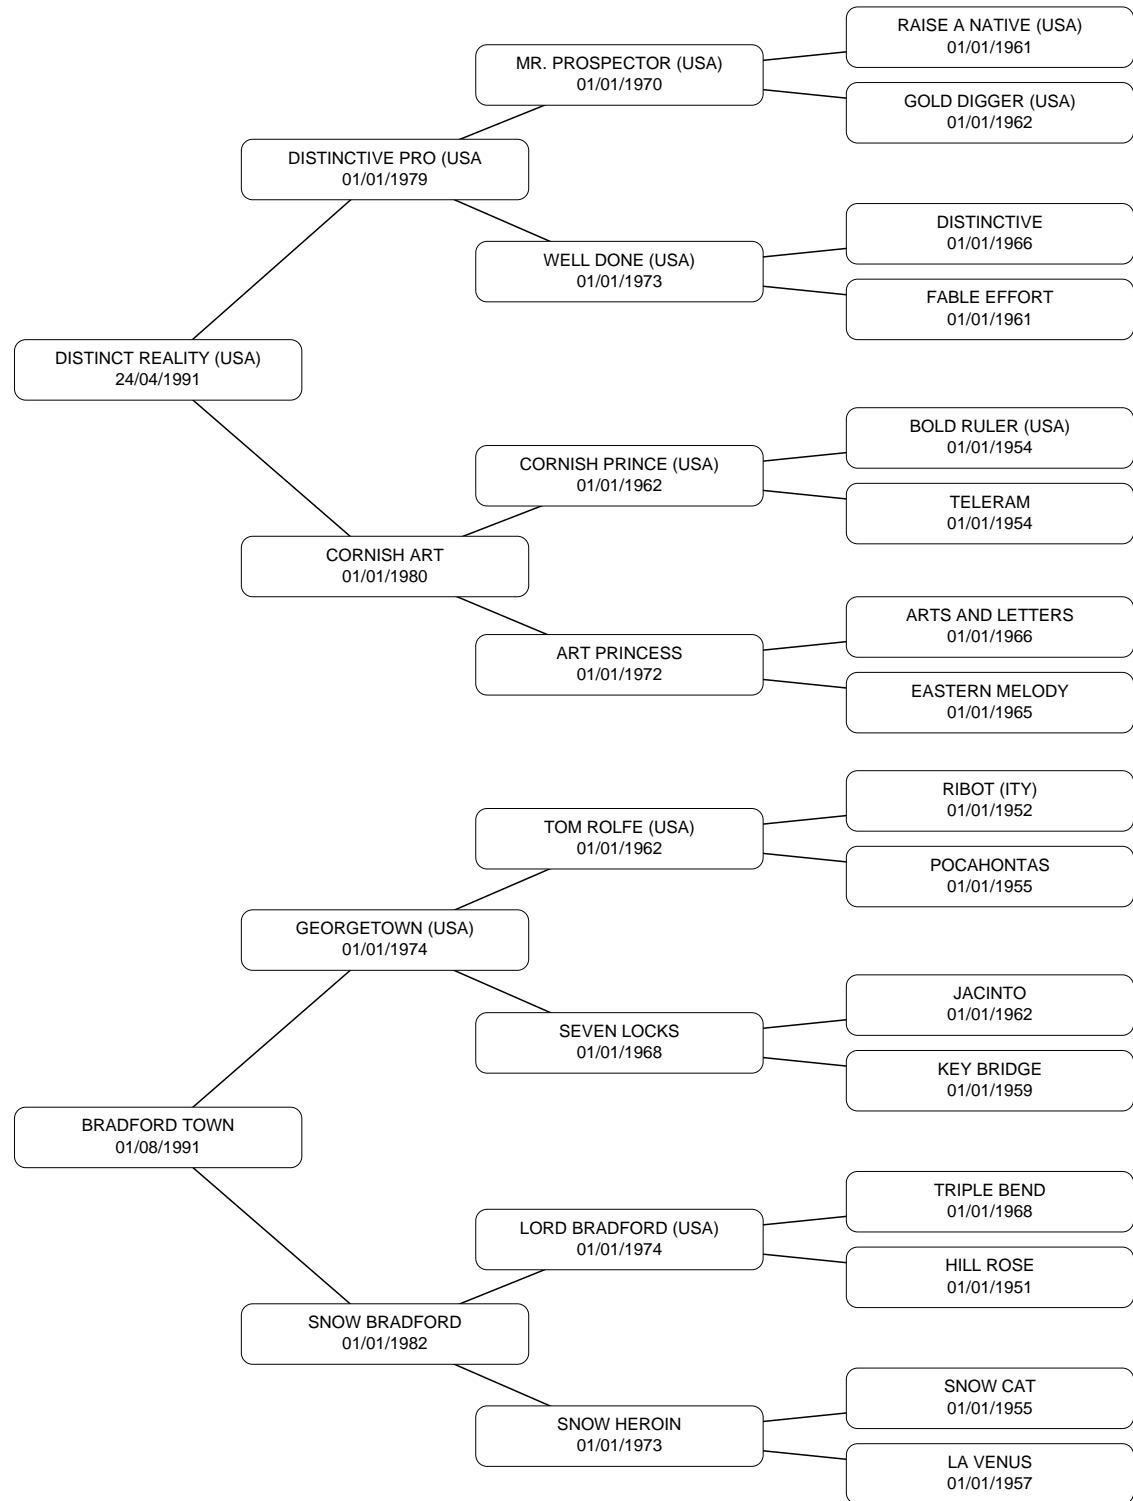 RAISE A NATIVE (USA)
01/01/1961
MR. PROSPECTOR (USA)
01/01/1970
GOLD DIGGER (USA)
01/01/1962
DISTINCTIVE PRO (USA
01/01/1979
DISTINCTIVE
01/01/1966
WELL DONE (USA)
01/01/1973
FABLE EFFORT
01/01/1961
DISTINCT REALITY (USA)
24/04/1991
BOLD RULER (USA)
01/01/1954
CORNISH PRINCE (USA)
01/01/1962
TELERAM
01/01/1954
CORNISH ART
01/01/1980
ARTS AND LETTERS
01/01/1966
ART PRINCESS
01/01/1972
EASTERN MELODY
01/01/1965
RIBOT (ITY)
01/01/1952
TOM ROLFE (USA)
01/01/1962
POCAHONTAS
01/01/1955
GEORGETOWN (USA)
01/01/1974
JACINTO
01/01/1962
SEVEN LOCKS
01/01/1968
KEY BRIDGE
01/01/1959
BRADFORD TOWN
01/08/1991
TRIPLE BEND
01/01/1968
LORD BRADFORD (USA)
01/01/1974
HILL ROSE
01/01/1951
SNOW BRADFORD
01/01/1982
SNOW CAT
01/01/1955
SNOW HEROIN
01/01/1973
LA VENUS
01/01/1957